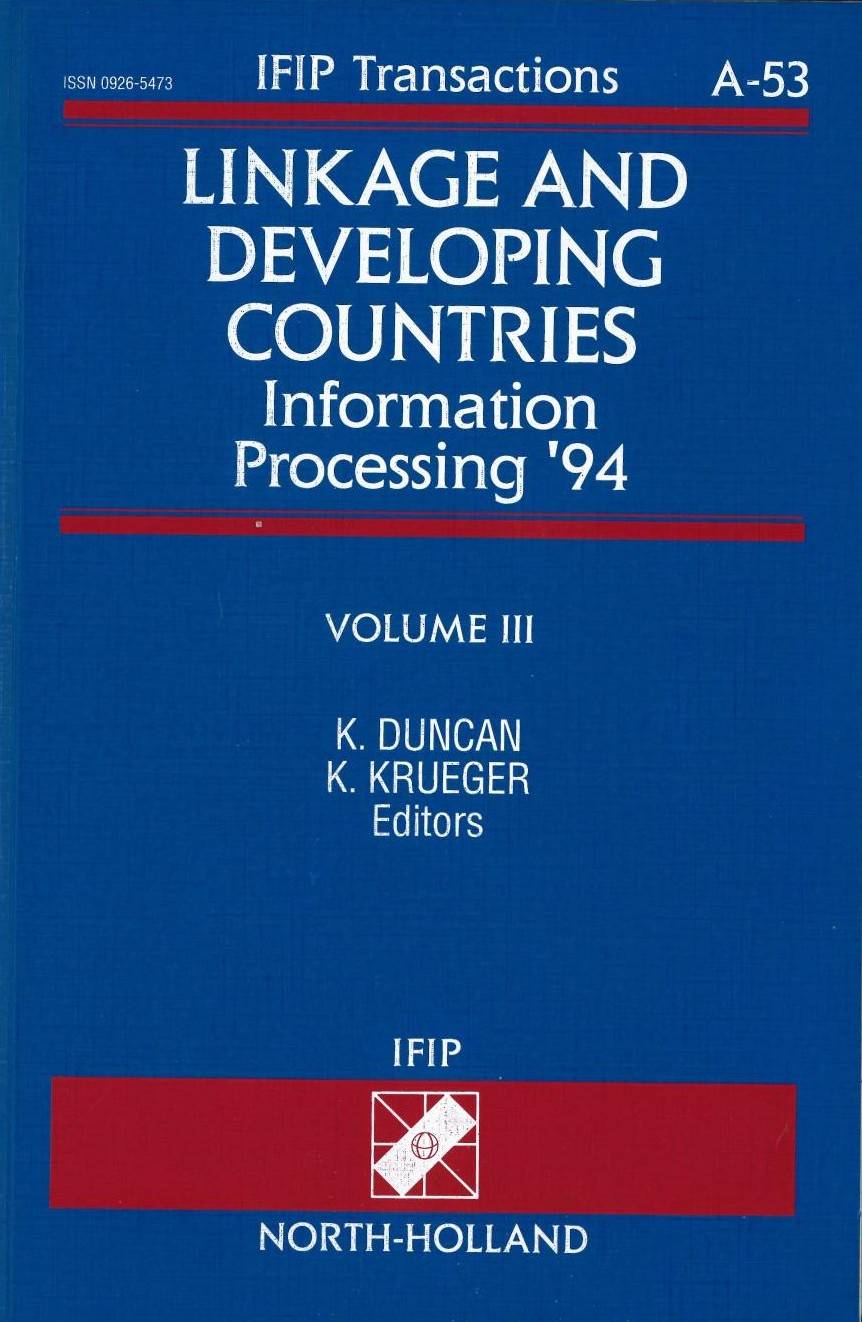 ISSN 0926-5473
IFIP Transactions
A-53
LINKAGE AND
DEVELOPING
COUNTRIES
Information
Processing '94
VOLUME III
K. DUNCAN
K. KRUEGER
Editors
IFIP
NORTH-HOLLAND